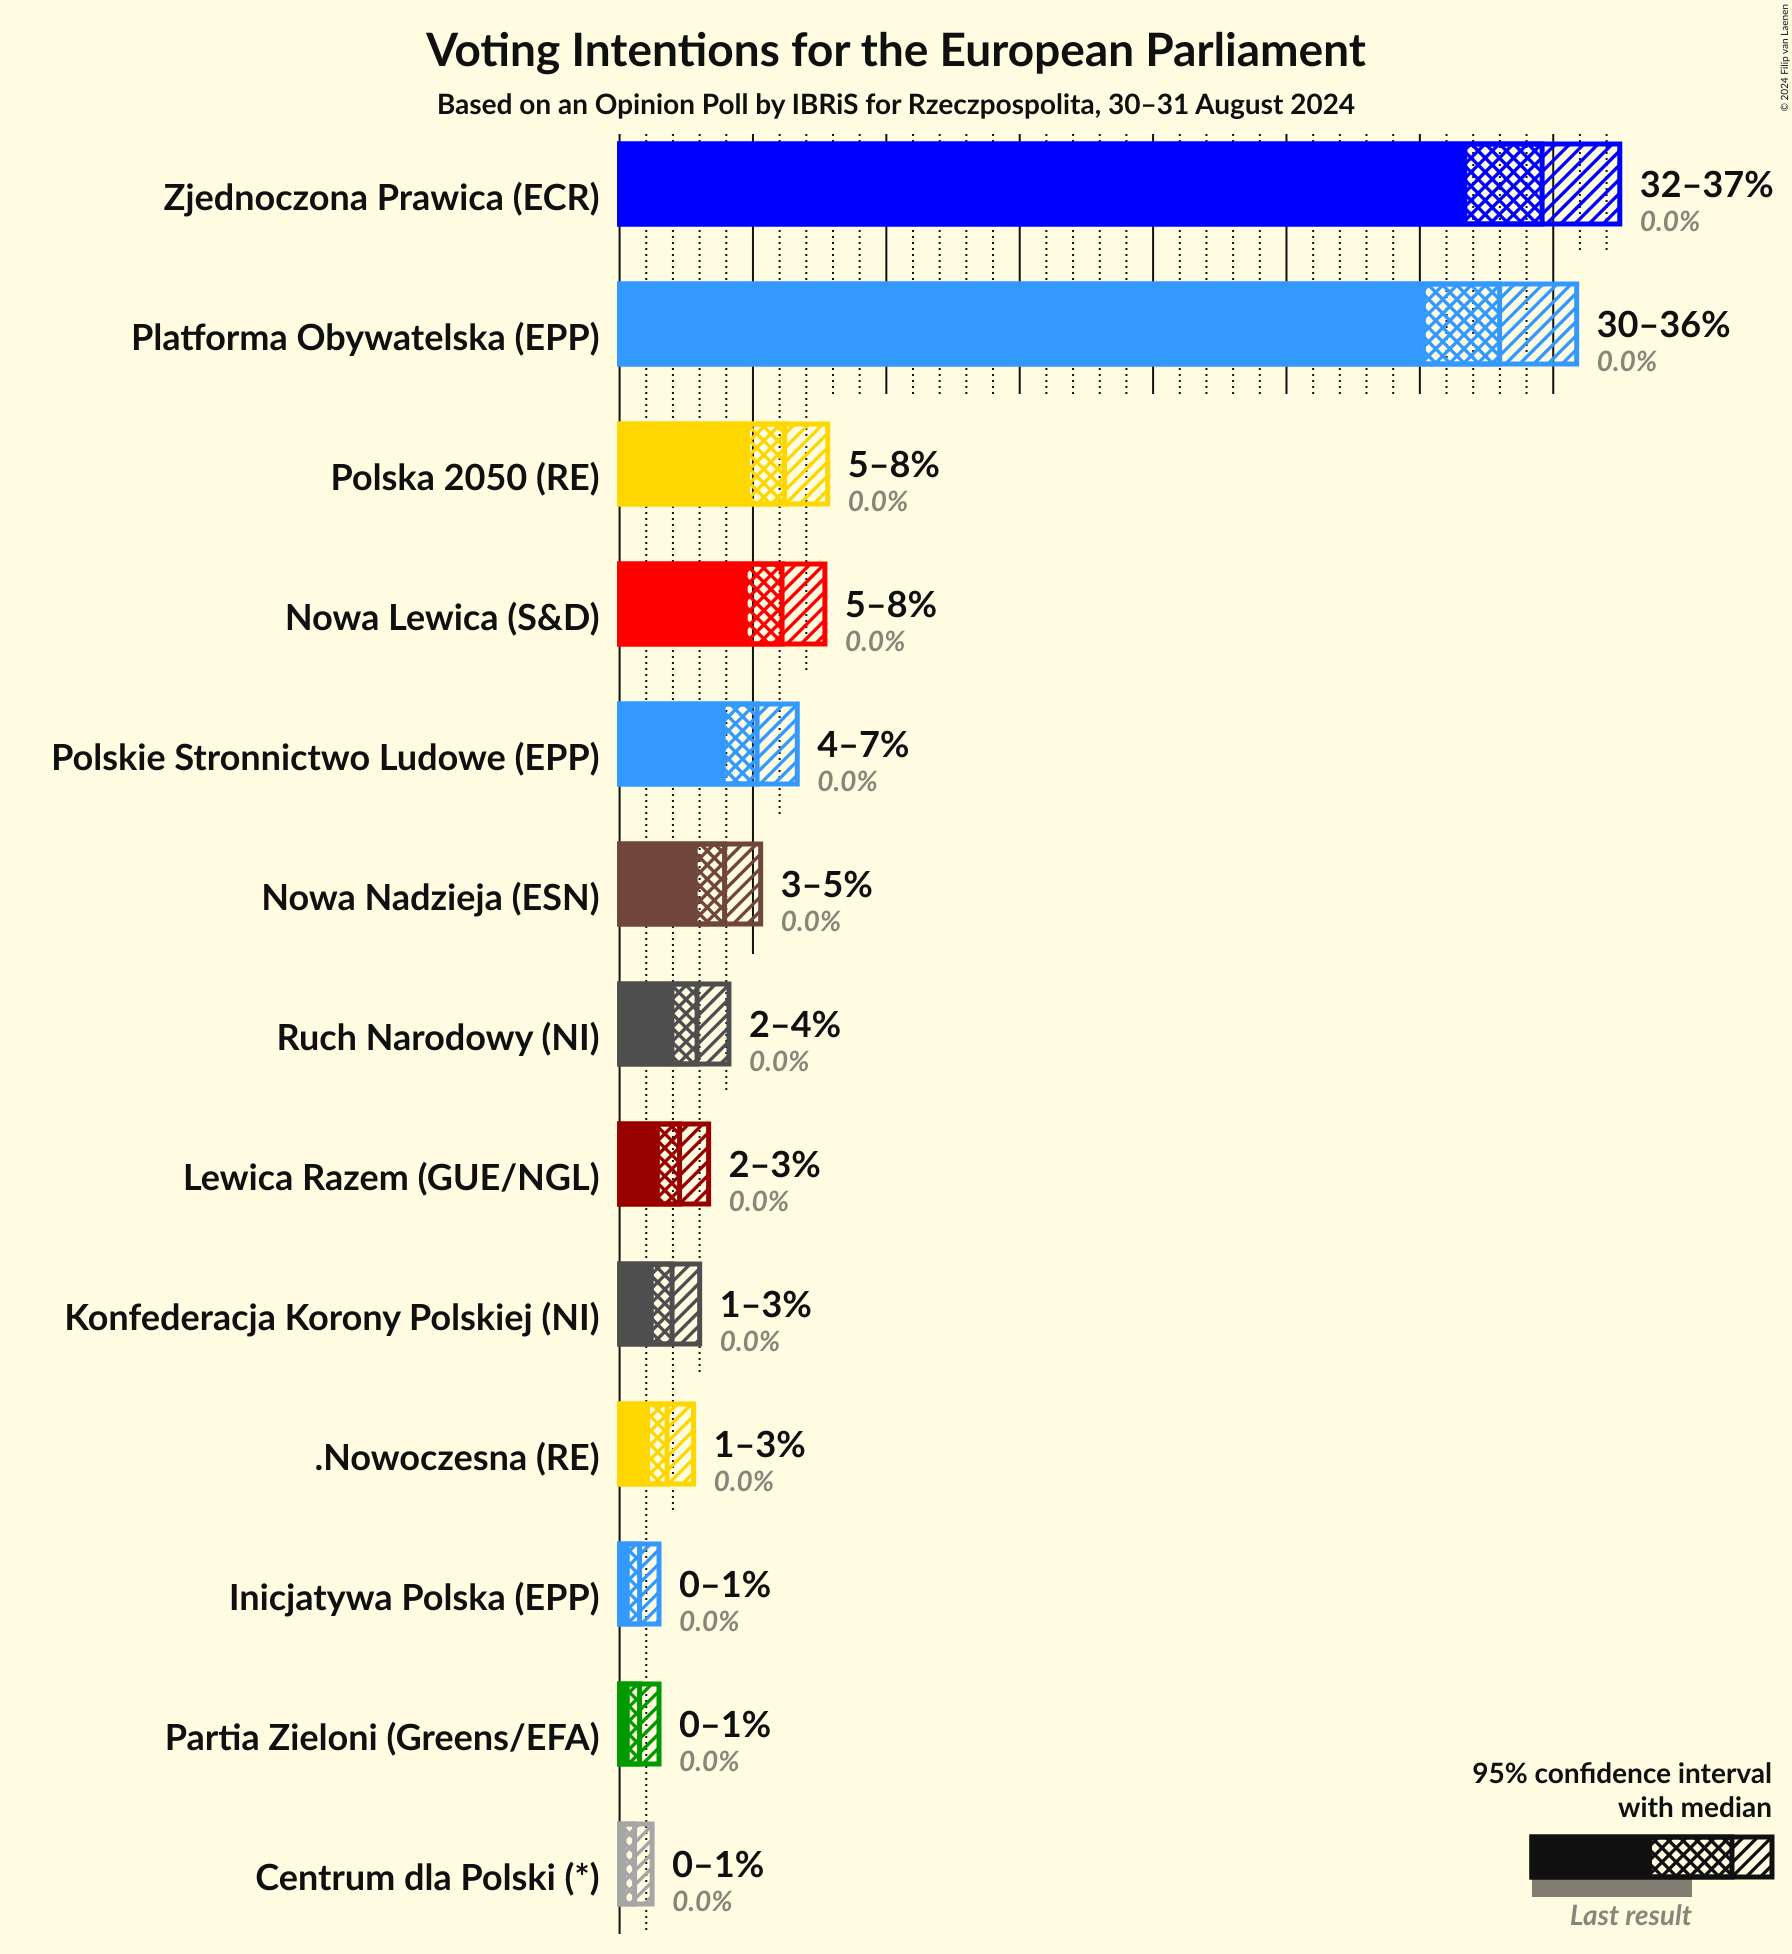 Voting Intentions for the European Parliament
Based on an Opinion Poll by IBRiS for Rzeczpospolita, 30–31 August 2024
© 2024 Filip van Laenen
Zjednoczona Prawica (ECR)
32–37%
0.0%
Platforma Obywatelska (EPP)
30–36%
0.0%
Polska 2050 (RE)
5–8%
0.0%
Nowa Lewica (S&D)
5–8%
0.0%
Polskie Stronnictwo Ludowe (EPP)
4–7%
0.0%
Nowa Nadzieja (ESN)
3–5%
0.0%
Ruch Narodowy (NI)
2–4%
0.0%
Lewica Razem (GUE/NGL)
2–3%
0.0%
Konfederacja Korony Polskiej (NI)
1–3%
0.0%
.Nowoczesna (RE)
1–3%
0.0%
Inicjatywa Polska (EPP)
0–1%
0.0%
Partia Zieloni (Greens/EFA)
0–1%
0.0%
Centrum dla Polski (*)
0–1%
0.0%
95% confidence interval
with median
Last result